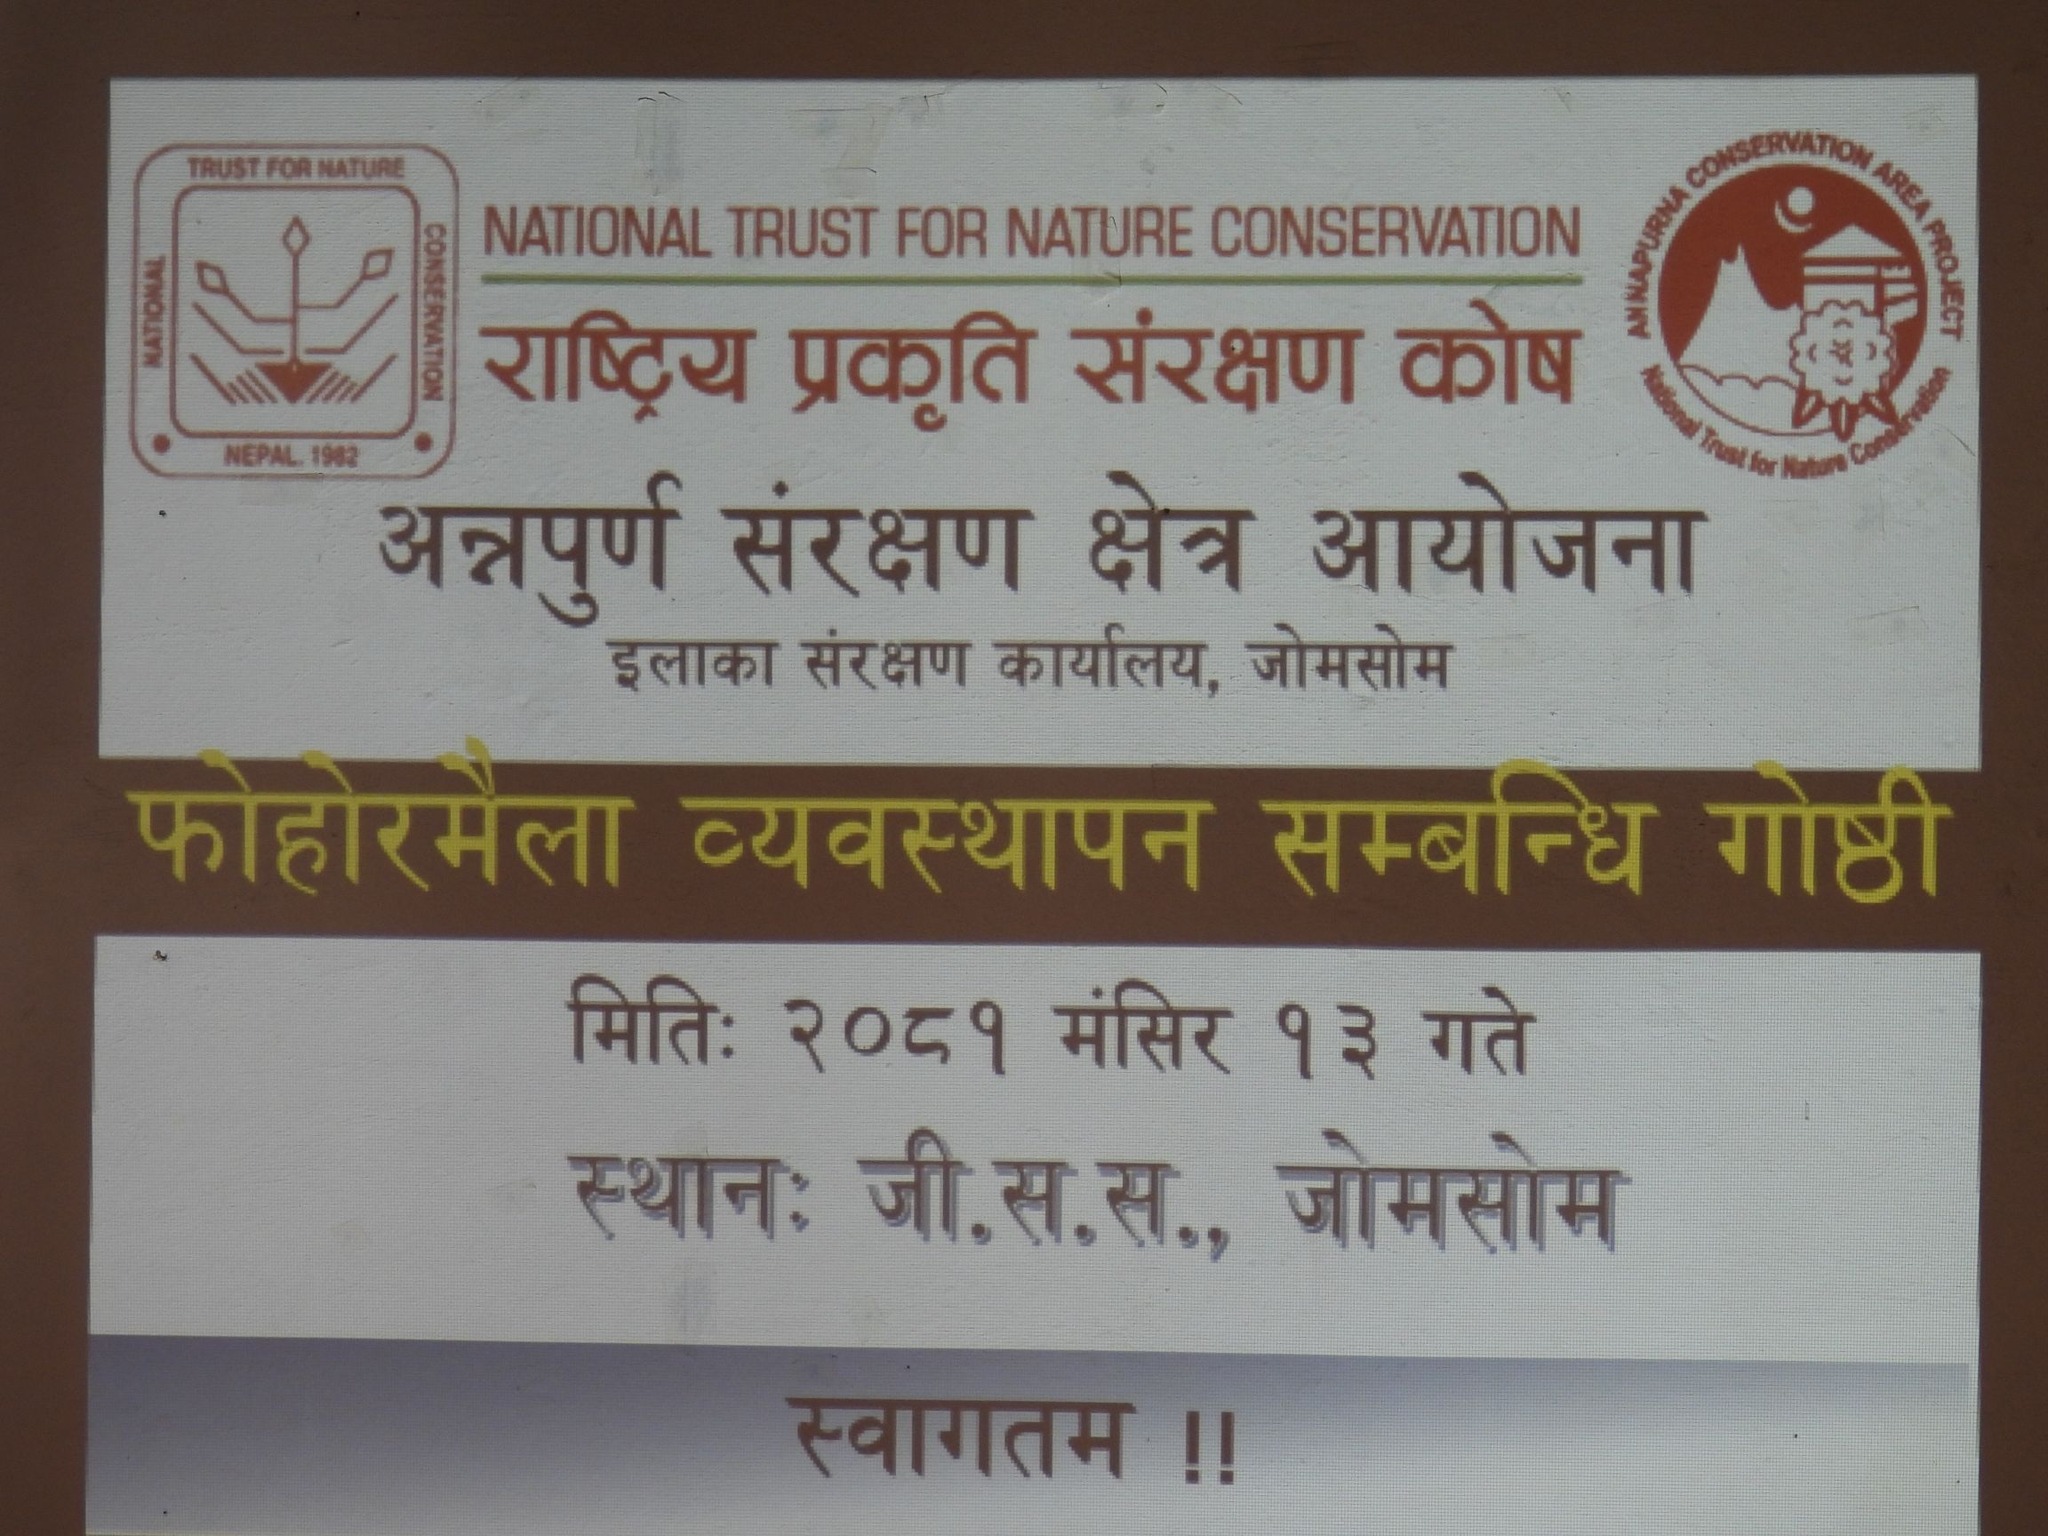 TRUST FOR NATURE
NATIONAL
CONSERVATION
NEPAL. 1982
NATIONAL TRUST FOR NATURE CONSERVATION
राष्ट्रिय प्रकृति संरक्षण कोष
ANNAPURNA CONSERVATION AREA PROJECT
National Trust for Nature Conservation
अन्नपुर्ण संरक्षण क्षेत्र आयोजना
इलाका संरक्षण कार्यालय, जोमसोम
फोहोरमैला व्यवस्थापन सम्बन्धि गोष्ठी
मितिः २०८१ मंसिर १३ गते
स्थानः जी.स.स., जोमसोम
स्वागतम !!